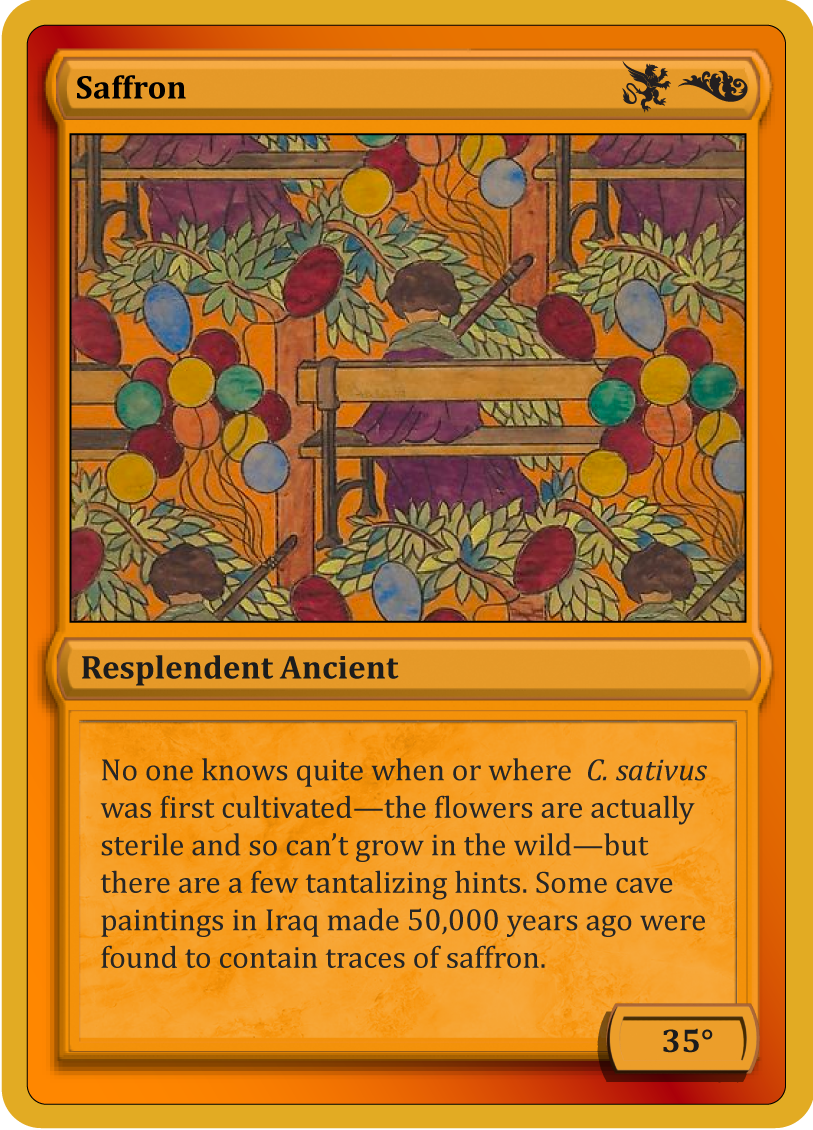 Saffron
Resplendent Ancient
No one knows quite when or where C. sativus
was first cultivated—the flowers are actually
sterile and so can’t grow in the wild—but
there are a few tantalizing hints. Some cave
paintings in Iraq made 50,000 years ago were
found to contain traces of saffron.
35°